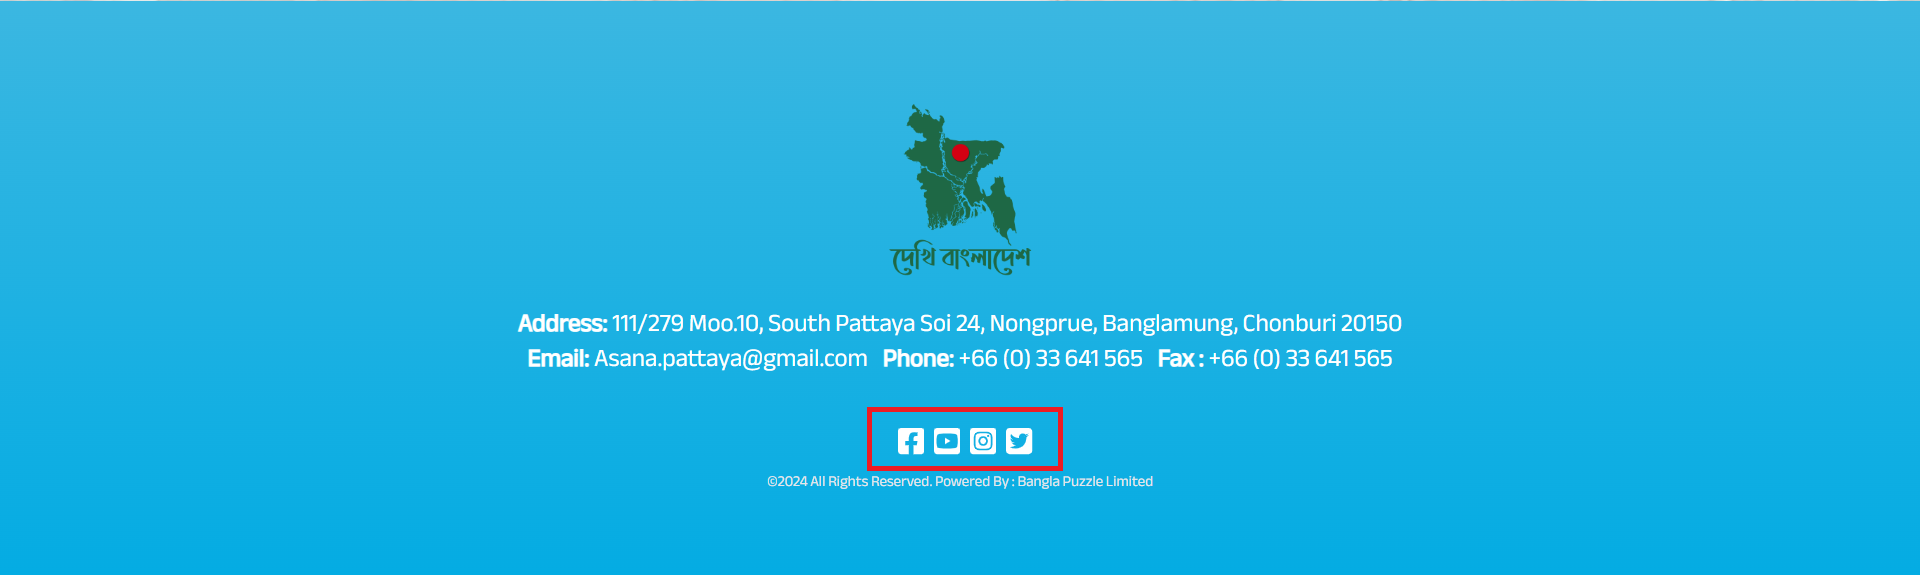 দেখি বাংলাদেশ
Address: 111/279 Moo.10, South Pattaya Soi 24, Nongprue, Banglamung, Chonburi 20150
Email: Asana.pattaya@gmail.com Phone: +66 (0) 33 641 565 Fax : +66 (0) 33 641 565
©2024 All Rights Reserved. Powered By : Bangla Puzzle Limited